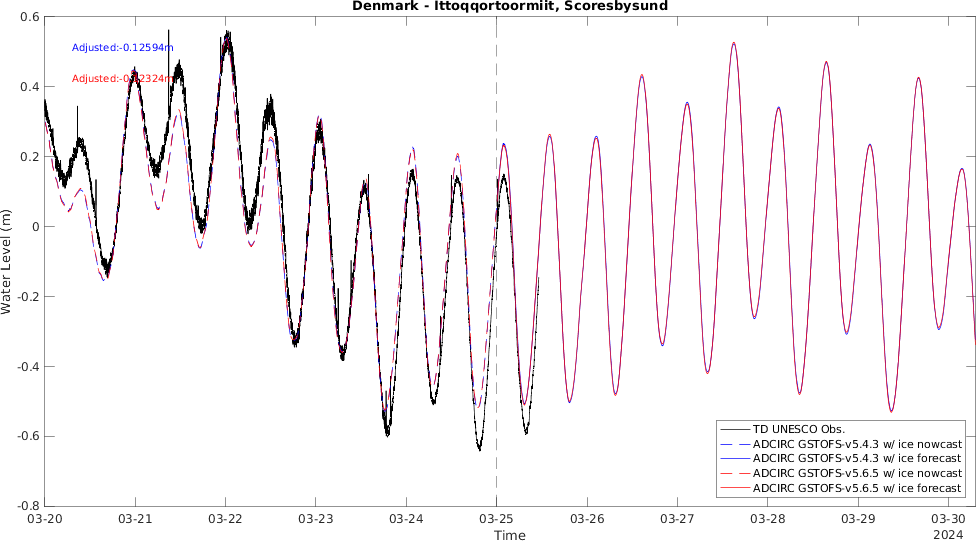 Denmark - Ittoqqortoormiit, Scoresbysund
Adjusted:-0.12594m
Adjusted:-0.12324m
Water Level (m)
0.6
0.4
0.2
0
-0.2
-0.4
-0.6
-0.8
03-20
03-21
03-22
03-23
03-24
03-25
03-26
03-27
03-28
03-29
03-30
2024
Time
TD UNESCO Obs.
ADCIRC GSTOFS-v5.4.3 w/ ice nowcast
ADCIRC GSTOFS-v5.4.3 w/ ice forecast
ADCIRC GSTOFS-v5.6.5 w/ ice nowcast
ADCIRC GSTOFS-v5.6.5 w/ ice forecast